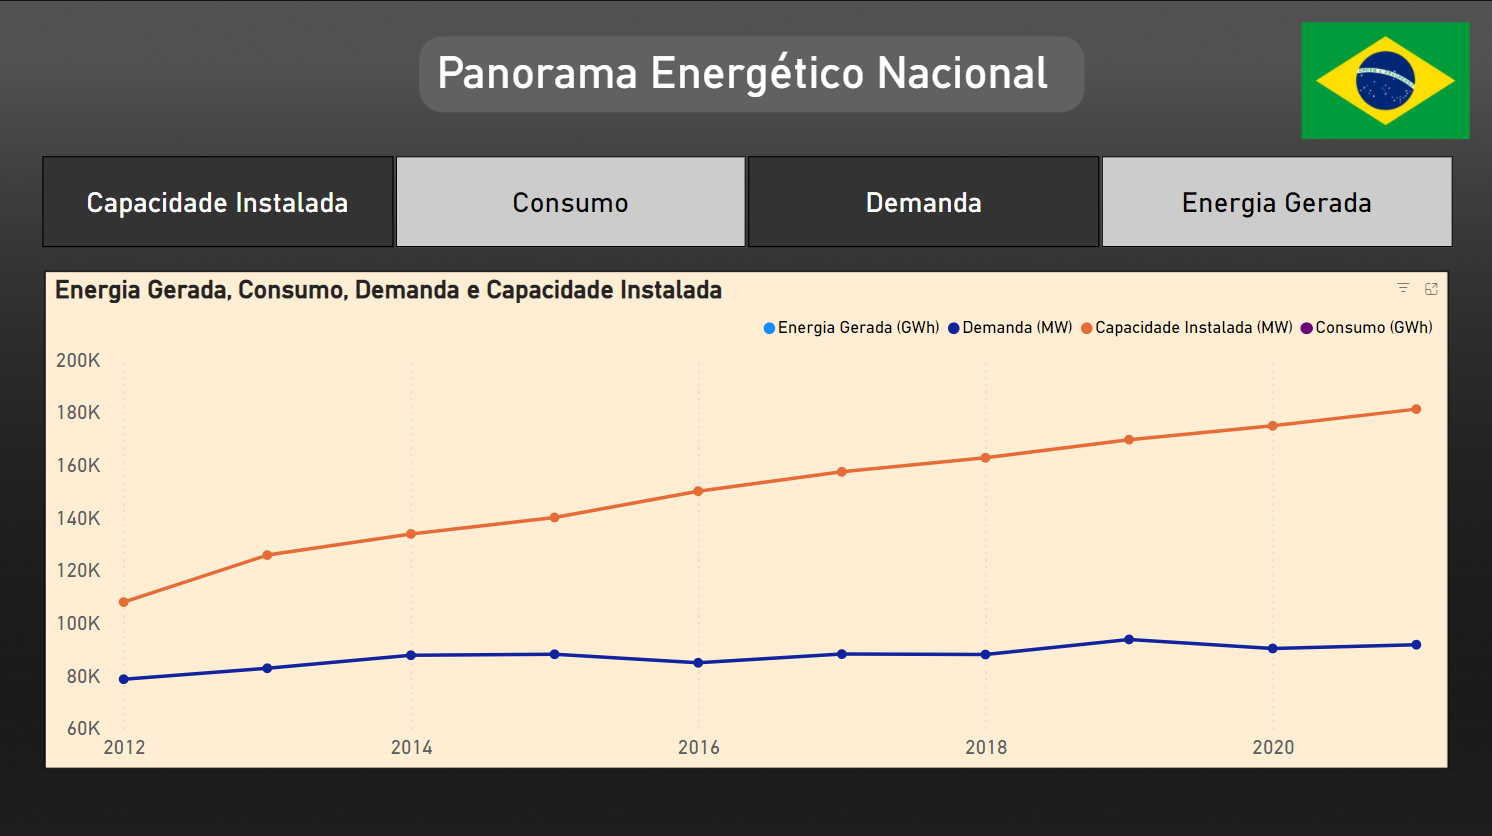 Panorama Energético Nacional
Capacidade Instalada
Consumo
Demanda
Energia Gerada
Energia Gerada, Consumo, Demanda e Capacidade Instalada
Energia Gerada (GWh) Demanda (MW) Capacidade Instalada (MW) Consumo (GWh)
200K
180K
160K
140K
120K
100K
80K
60K
2012 2014 2016 2018 2020